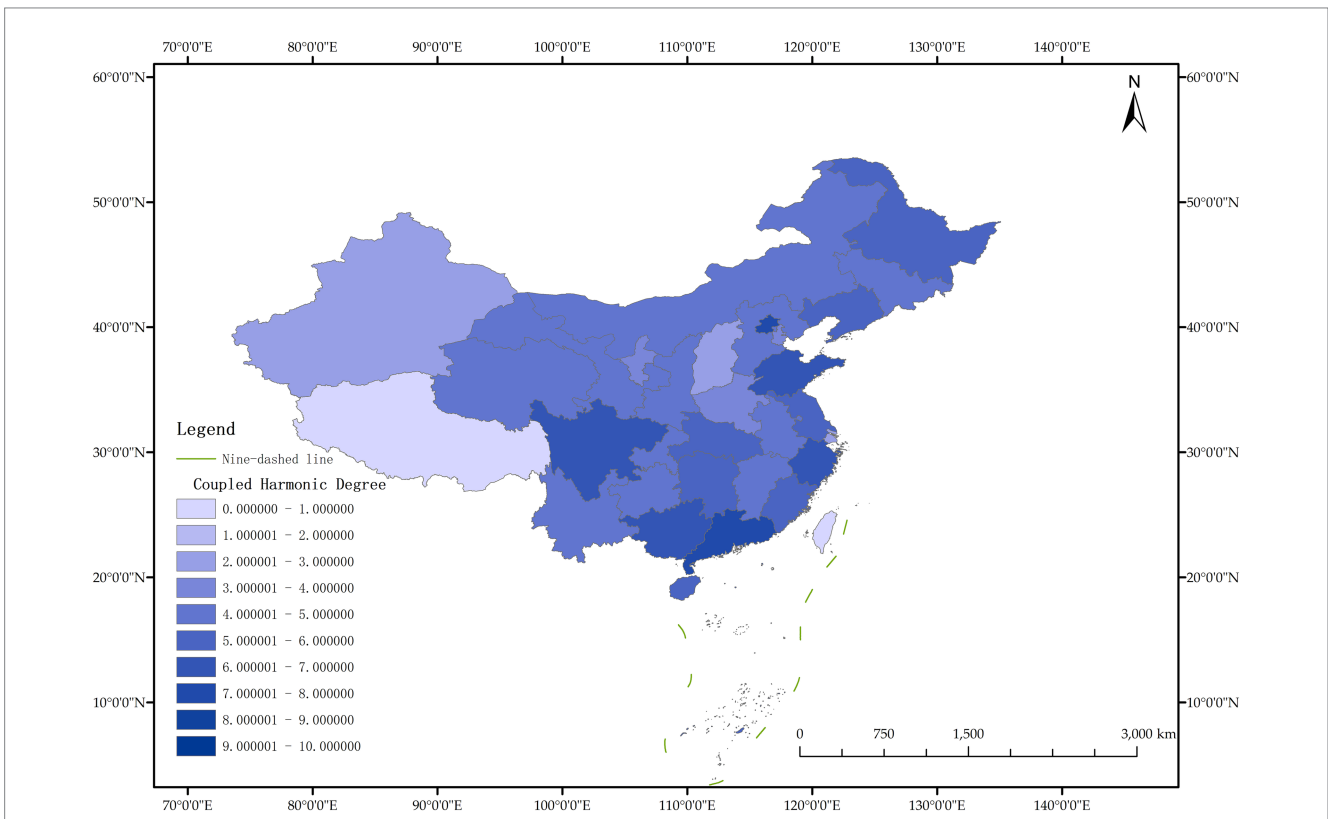 70°0'0"E 80°0'0"E 90°0'0"E 100°0'0"E 110°0'0"E 120°0'0"E 130°0'0"E 140°0'0"E
60°0'0"N 60°0'0"N
N
50°0'0"N 50°0'0"N
40°0'0"N 40°0'0"N
30°0'0"N 30°0'0"N
20°0'0"N 20°0'0"N
10°0'0"N 10°0'0"N
Legend
Nine-dashed line
Coupled Harmonic Degree
0.000000 - 1.000000
1.000001 - 2.000000
2.000001 - 3.000000
3.000001 - 4.000000
4.000001 - 5.000000
5.000001 - 6.000000
6.000001 - 7.000000
7.000001 - 8.000000
8.000001 - 9.000000
9.000001 - 10.000000
0 750 1,500 3,000 km
70°0'0"E 80°0'0"E 90°0'0"E 100°0'0"E 110°0'0"E 120°0'0"E 130°0'0"E 140°0'0"E